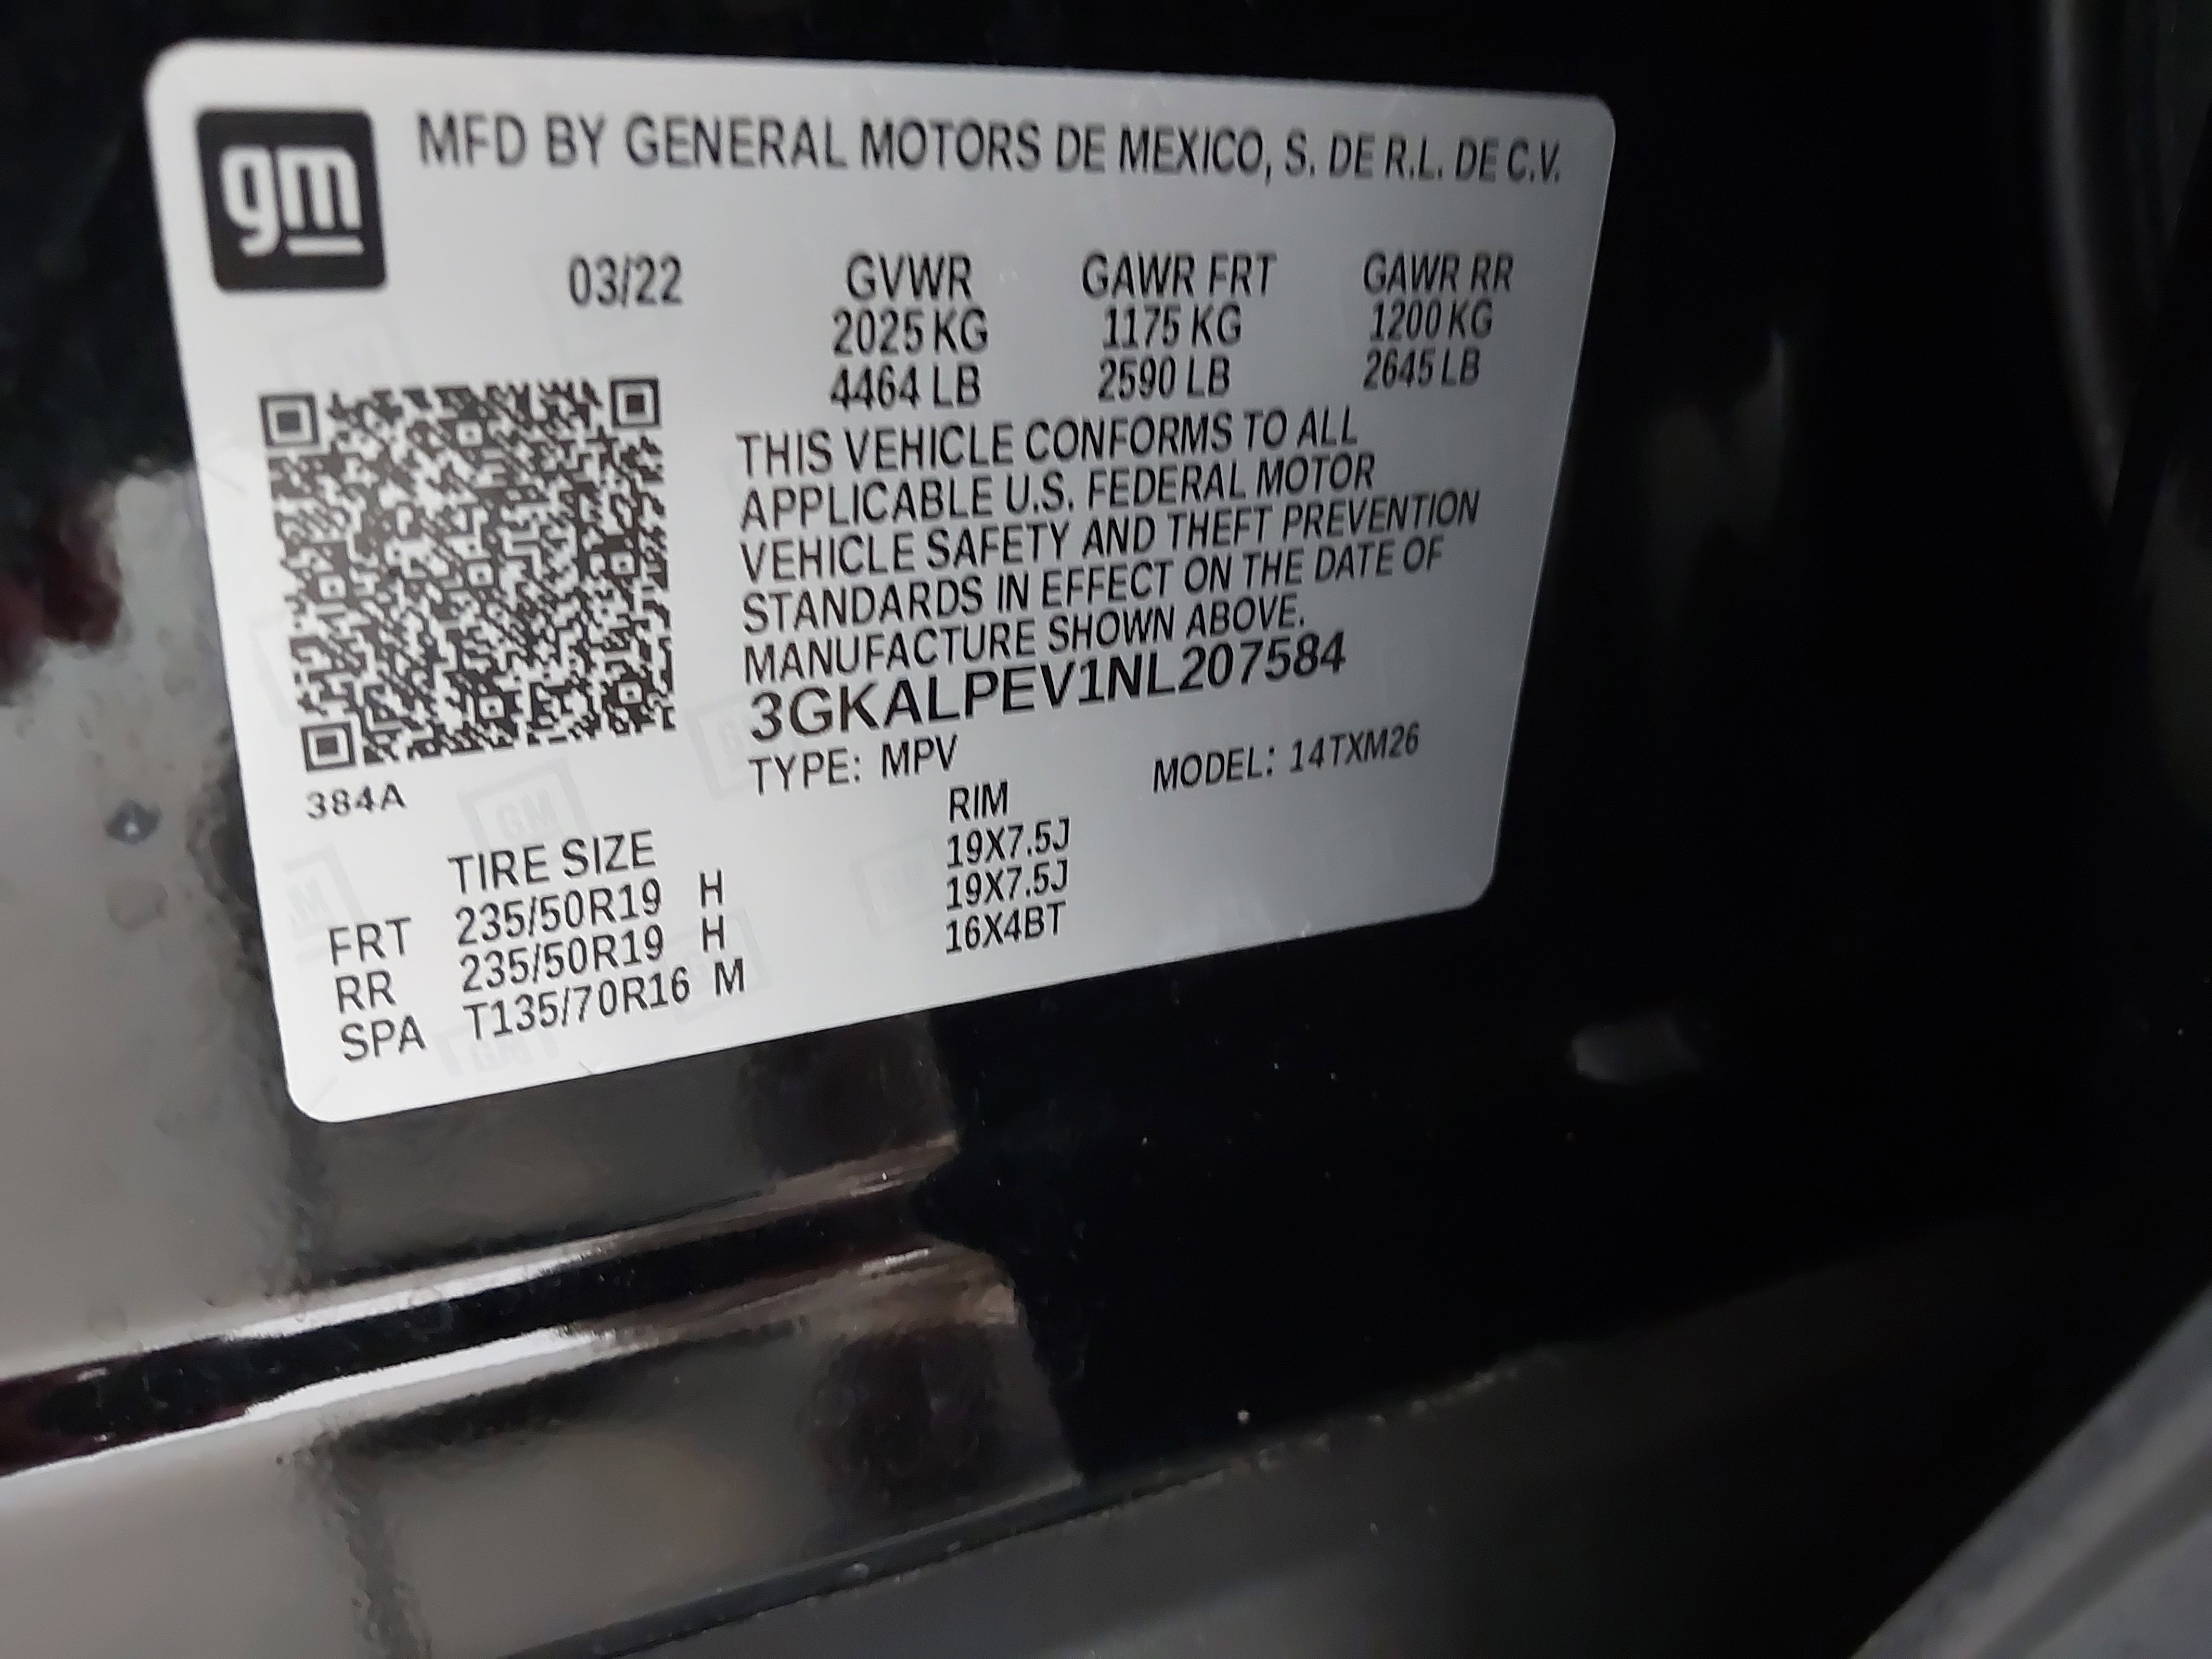 gm
MFD BY GENERAL MOTORS DE MEXICO, S. DE R.L. DE C.V.
03/22 GVWR GAWR FRT GAWR RR
2025 KG 1175 KG 1200 KG
4464 LB 2590 LB 2645 LB
THIS VEHICLE CONFORMS TO ALL
APPLICABLE U.S. FEDERAL MOTOR
VEHICLE SAFETY AND THEFT PREVENTION
STANDARDS IN EFFECT ON THE DATE OF
MANUFACTURE SHOWN ABOVE.
3GKALPEV1NL207584
TYPE: MPV MODEL: 14TXM26
384A
TIRE SIZE RIM
FRT 235/50R19 H 19X7.5J
RR 235/50R19 H 19X7.5J
SPA T135/70R16 M 16X4BT